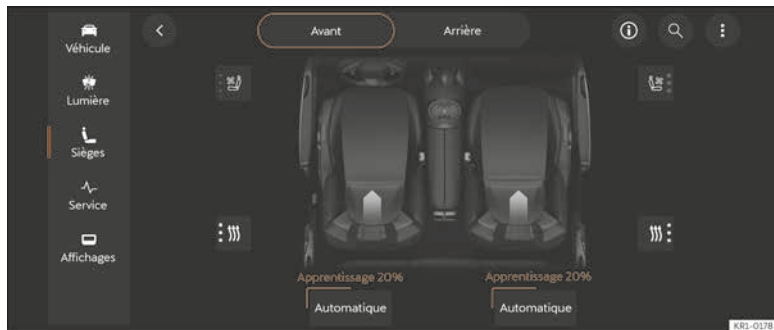 Avant
Arrière
Véhicule
Lumière
Sièges
Service
Affichages
Apprentissage 20%
Apprentissage 20%
Automatique
Automatique
KR1-0178